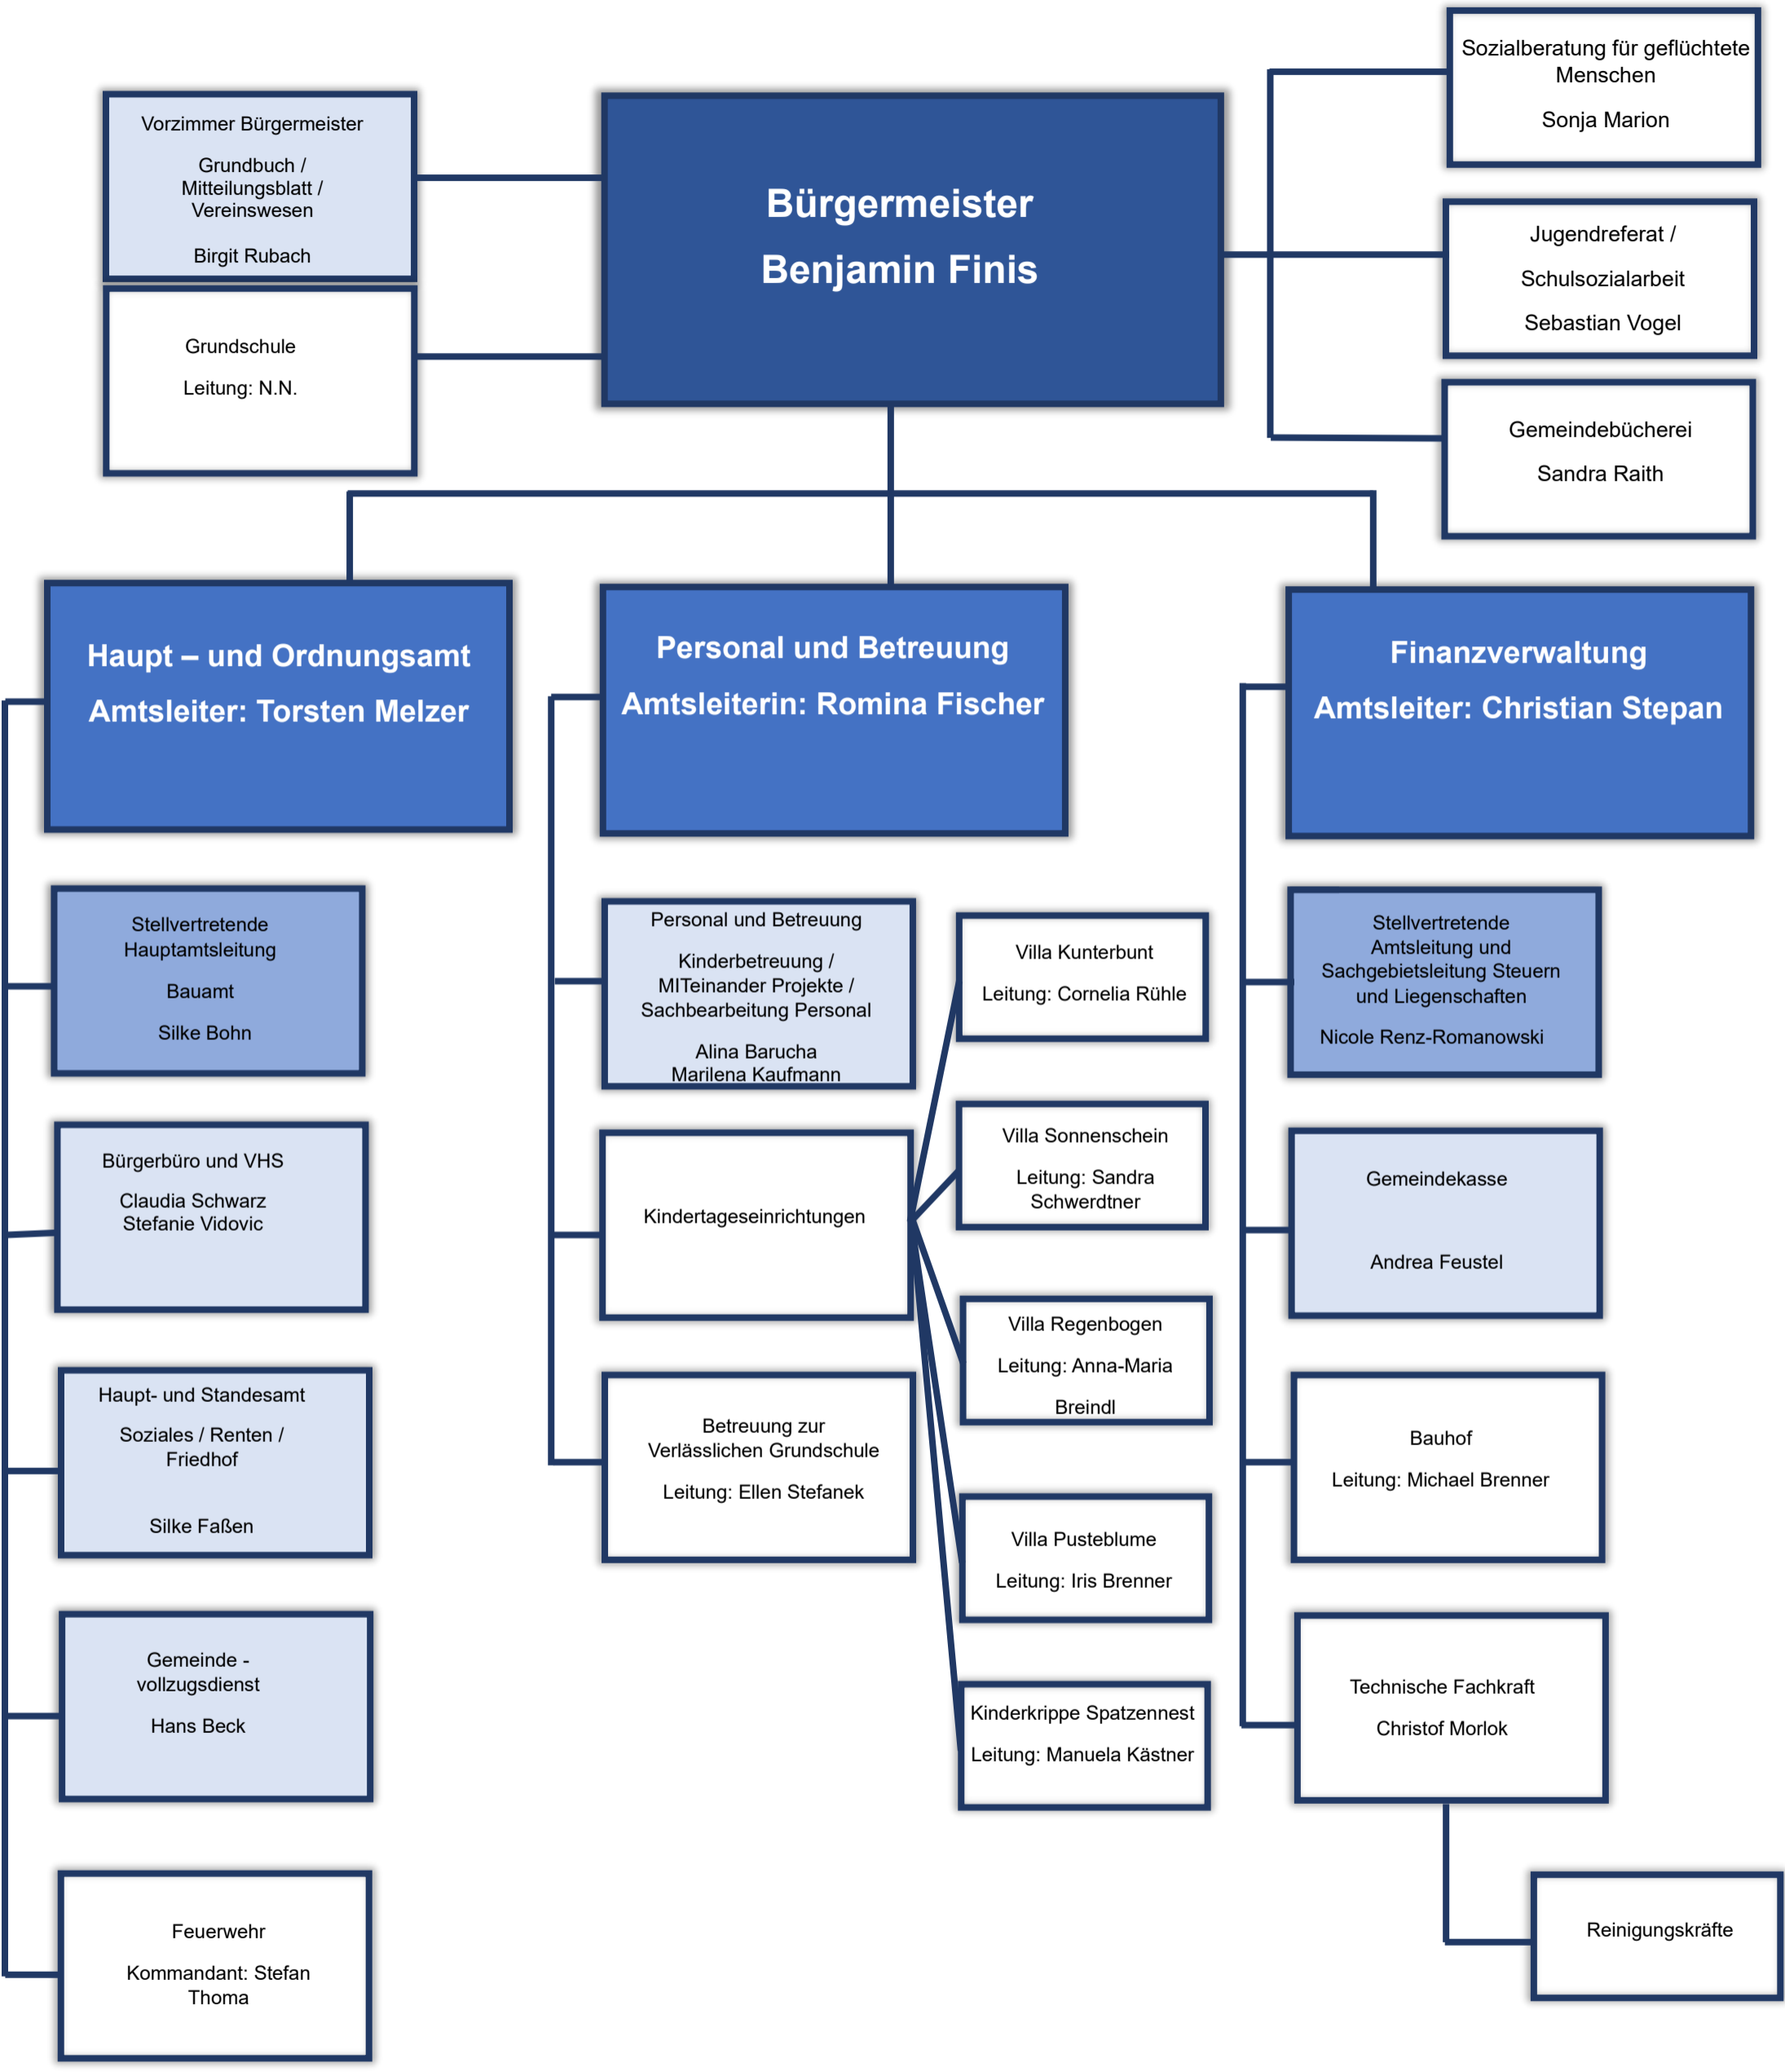 Sozialberatung für geflüchtete
Menschen
Sonja Marion
Vorzimmer Bürgermeister
Grundbuch /
Mitteilungsblatt /
Vereinswesen
Birgit Rubach
Bürgermeister
Benjamin Finis
Jugendreferat /
Schulsozialarbeit
Sebastian Vogel
Grundschule
Leitung: N.N.
Gemeindebücherei
Sandra Raith
Haupt – und Ordnungsamt
Amtsleiter: Torsten Melzer
Personal und Betreuung
Amtsleiterin: Romina Fischer
Finanzverwaltung
Amtsleiter: Christian Stepan
Stellvertretende
Hauptamtsleitung
Bauamt
Silke Bohn
Bürgerbüro und VHS
Claudia Schwarz
Stefanie Vidovic
Haupt- und Standesamt
Soziales / Renten /
Friedhof
Silke Faßen
Gemeinde -
vollzugsdienst
Hans Beck
Feuerwehr
Kommandant: Stefan
Thoma
Personal und Betreuung
Kinderbetreuung /
MITeinander Projekte /
Sachbearbeitung Personal
Alina Barucha
Marilena Kaufmann
Kindertageseinrichtungen
Betreuung zur
Verlässlichen Grundschule
Leitung: Ellen Stefanek
Villa Kunterbunt
Leitung: Cornelia Rühle
Villa Sonnenschein
Leitung: Sandra
Schwerdtner
Villa Regenbogen
Leitung: Anna-Maria
Breindl
Villa Pusteblume
Leitung: Iris Brenner
Kinderkrippe Spatzennest
Leitung: Manuela Kästner
Stellvertretende
Amtsleitung und
Sachgebietsleitung Steuern
und Liegenschaften
Nicole Renz-Romanowski
Gemeindekasse
Andrea Feustel
Bauhof
Leitung: Michael Brenner
Technische Fachkraft
Christof Morlok
Reinigungskräfte